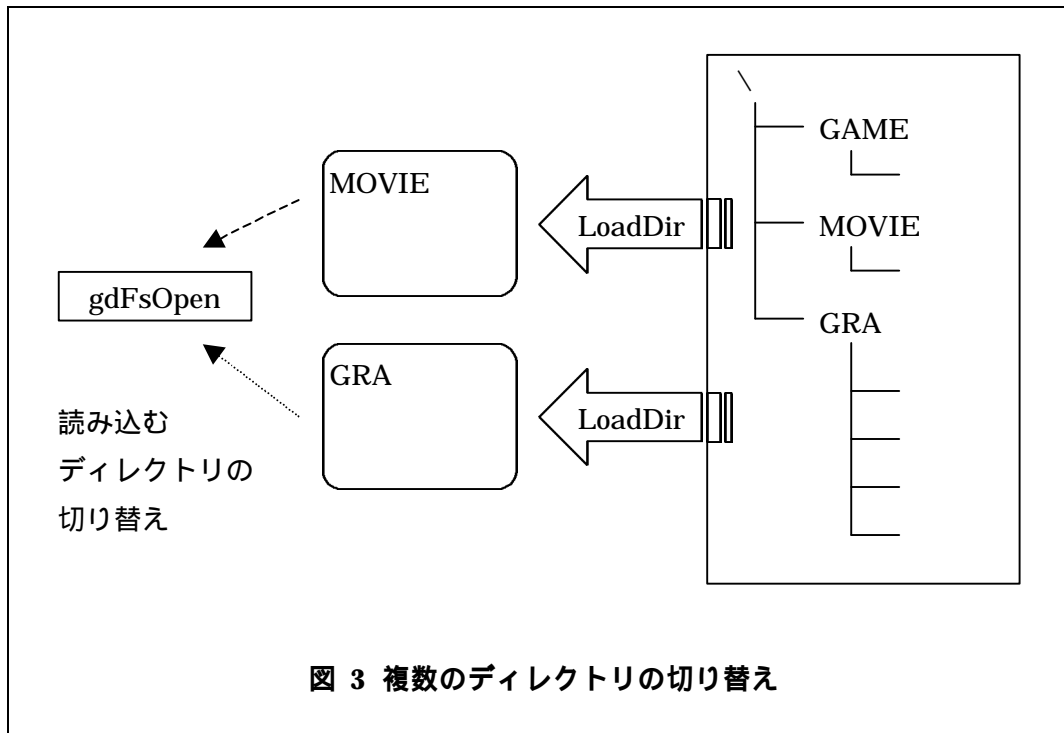 \
GAME
MOVIE
GRA
MOVIE
LoadDir
gdFsOpen
GRA
LoadDir
読み込む
ディレクトリの
切り替え
図 3 複数のディレクトリの切り替え